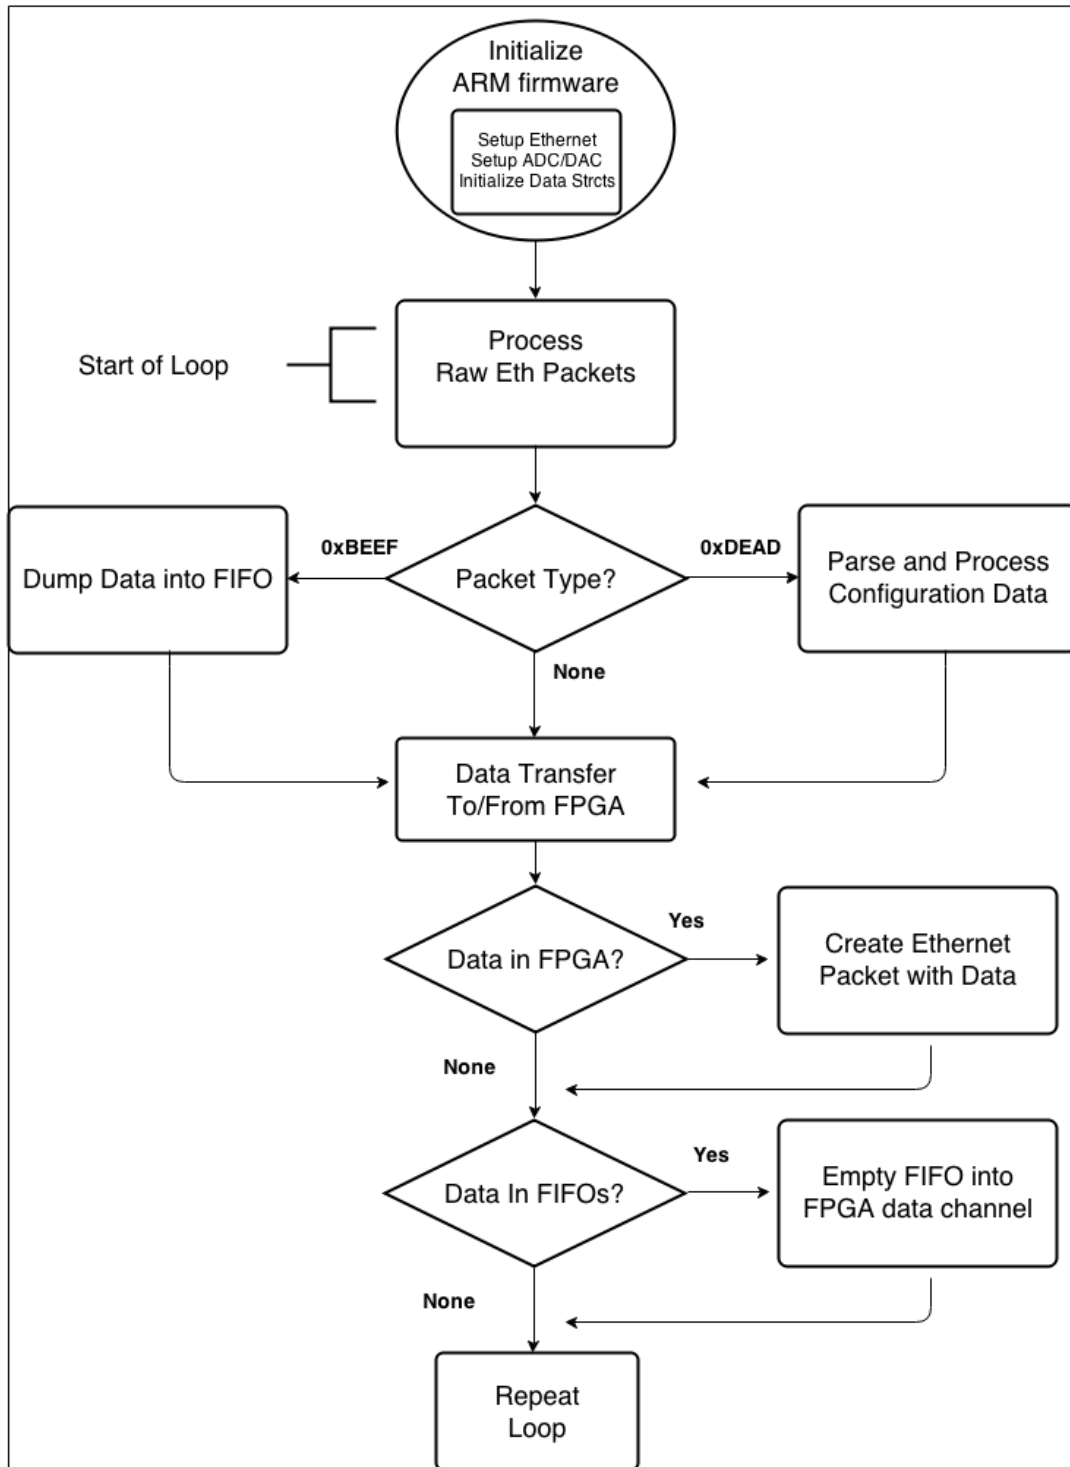 Initialize
ARM firmware
Setup Ethernet
Setup ADC/DAC
Initialize Data Strcts
Process
Raw Eth Packets
Start of Loop
0xBEEF
0xDEAD
Dump Data into FIFO
Packet Type?
Parse and Process
Configuration Data
None
Data Transfer
To/From FPGA
Yes
Data in FPGA?
Create Ethernet
Packet with Data
None
Yes
Data In FIFOs?
Empty FIFO into
FPGA data channel
None
Repeat
Loop